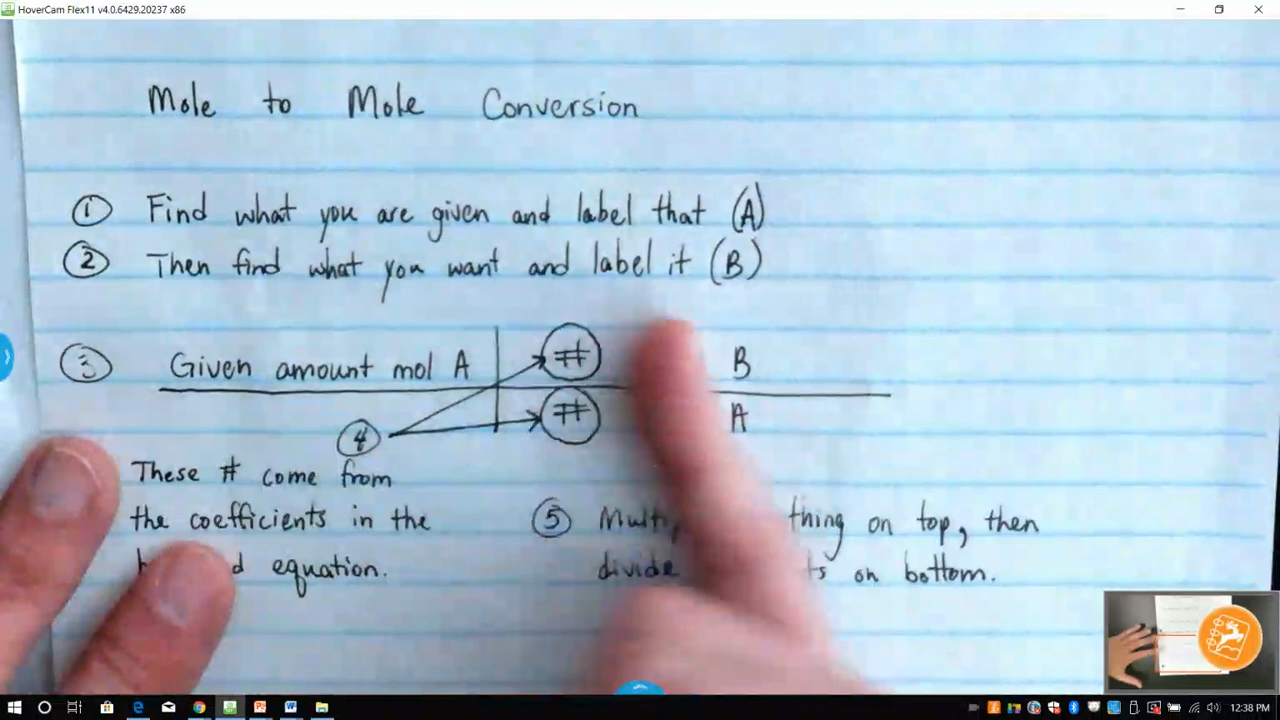 HoverCam Flex11 v4.0.6429.20237 x86
Mole to Mole Conversion
① Find what you are given and label that (A)
② Then find what you want and label it (B)
③ Given amount mol A # B
# A
④
These # come from
the coefficients in the
equation.
⑤ thing on top, then
divide on bottom.
12:38 PM